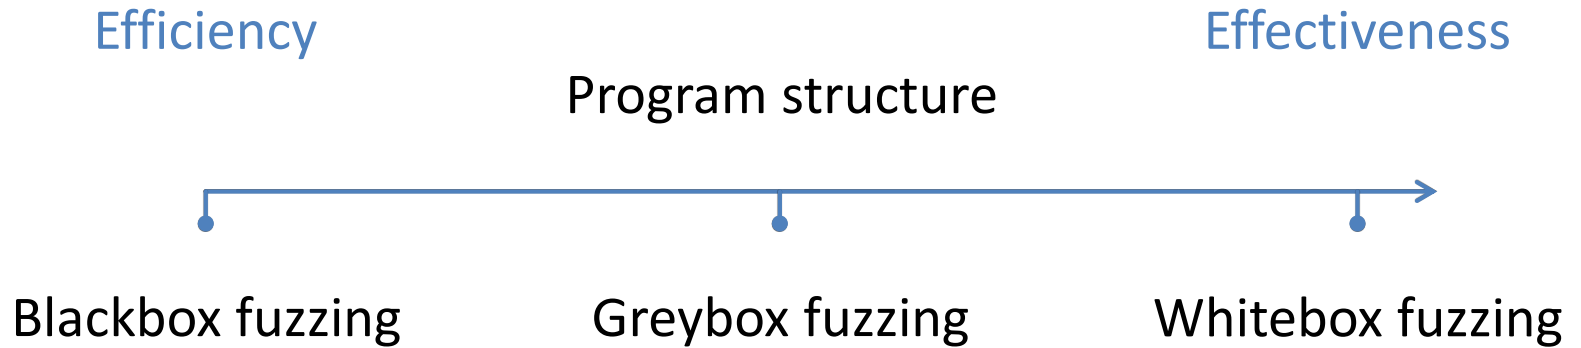 Efficiency
Effectiveness
Program structure
Blackbox fuzzing
Greybox fuzzing
Whitebox fuzzing